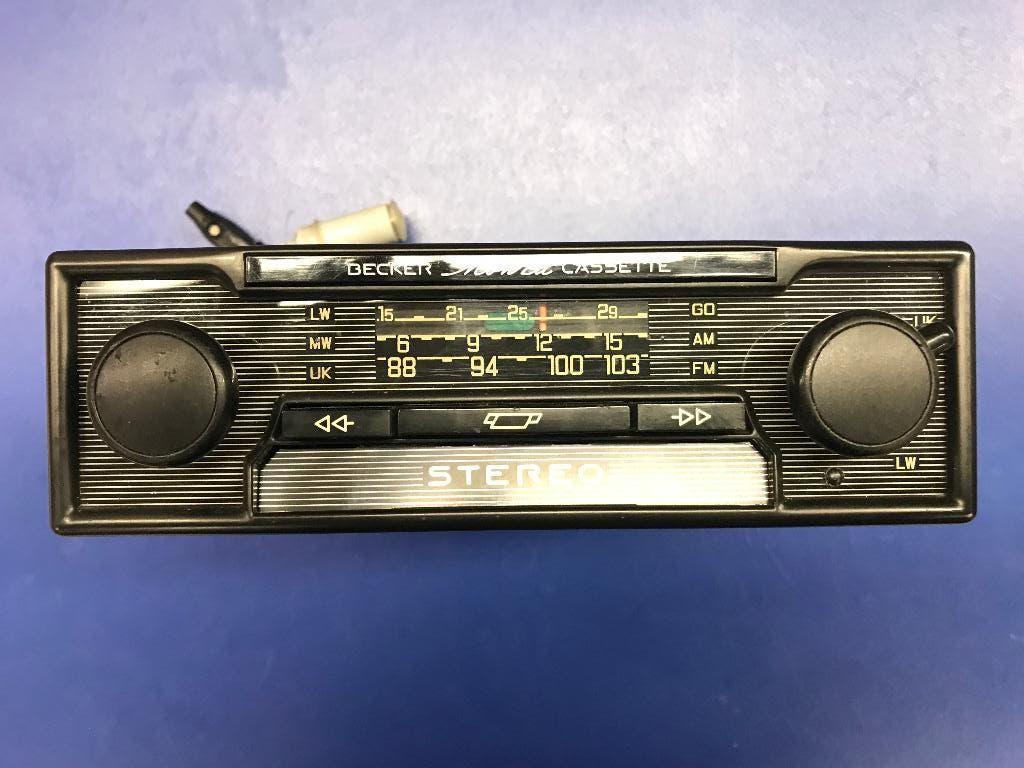 BECKER CASSETTE
LW 15 21 25 29 GO
MW 6 9 12 15 AM
UK 88 94 100 103 FM
UK
STEREO
LW